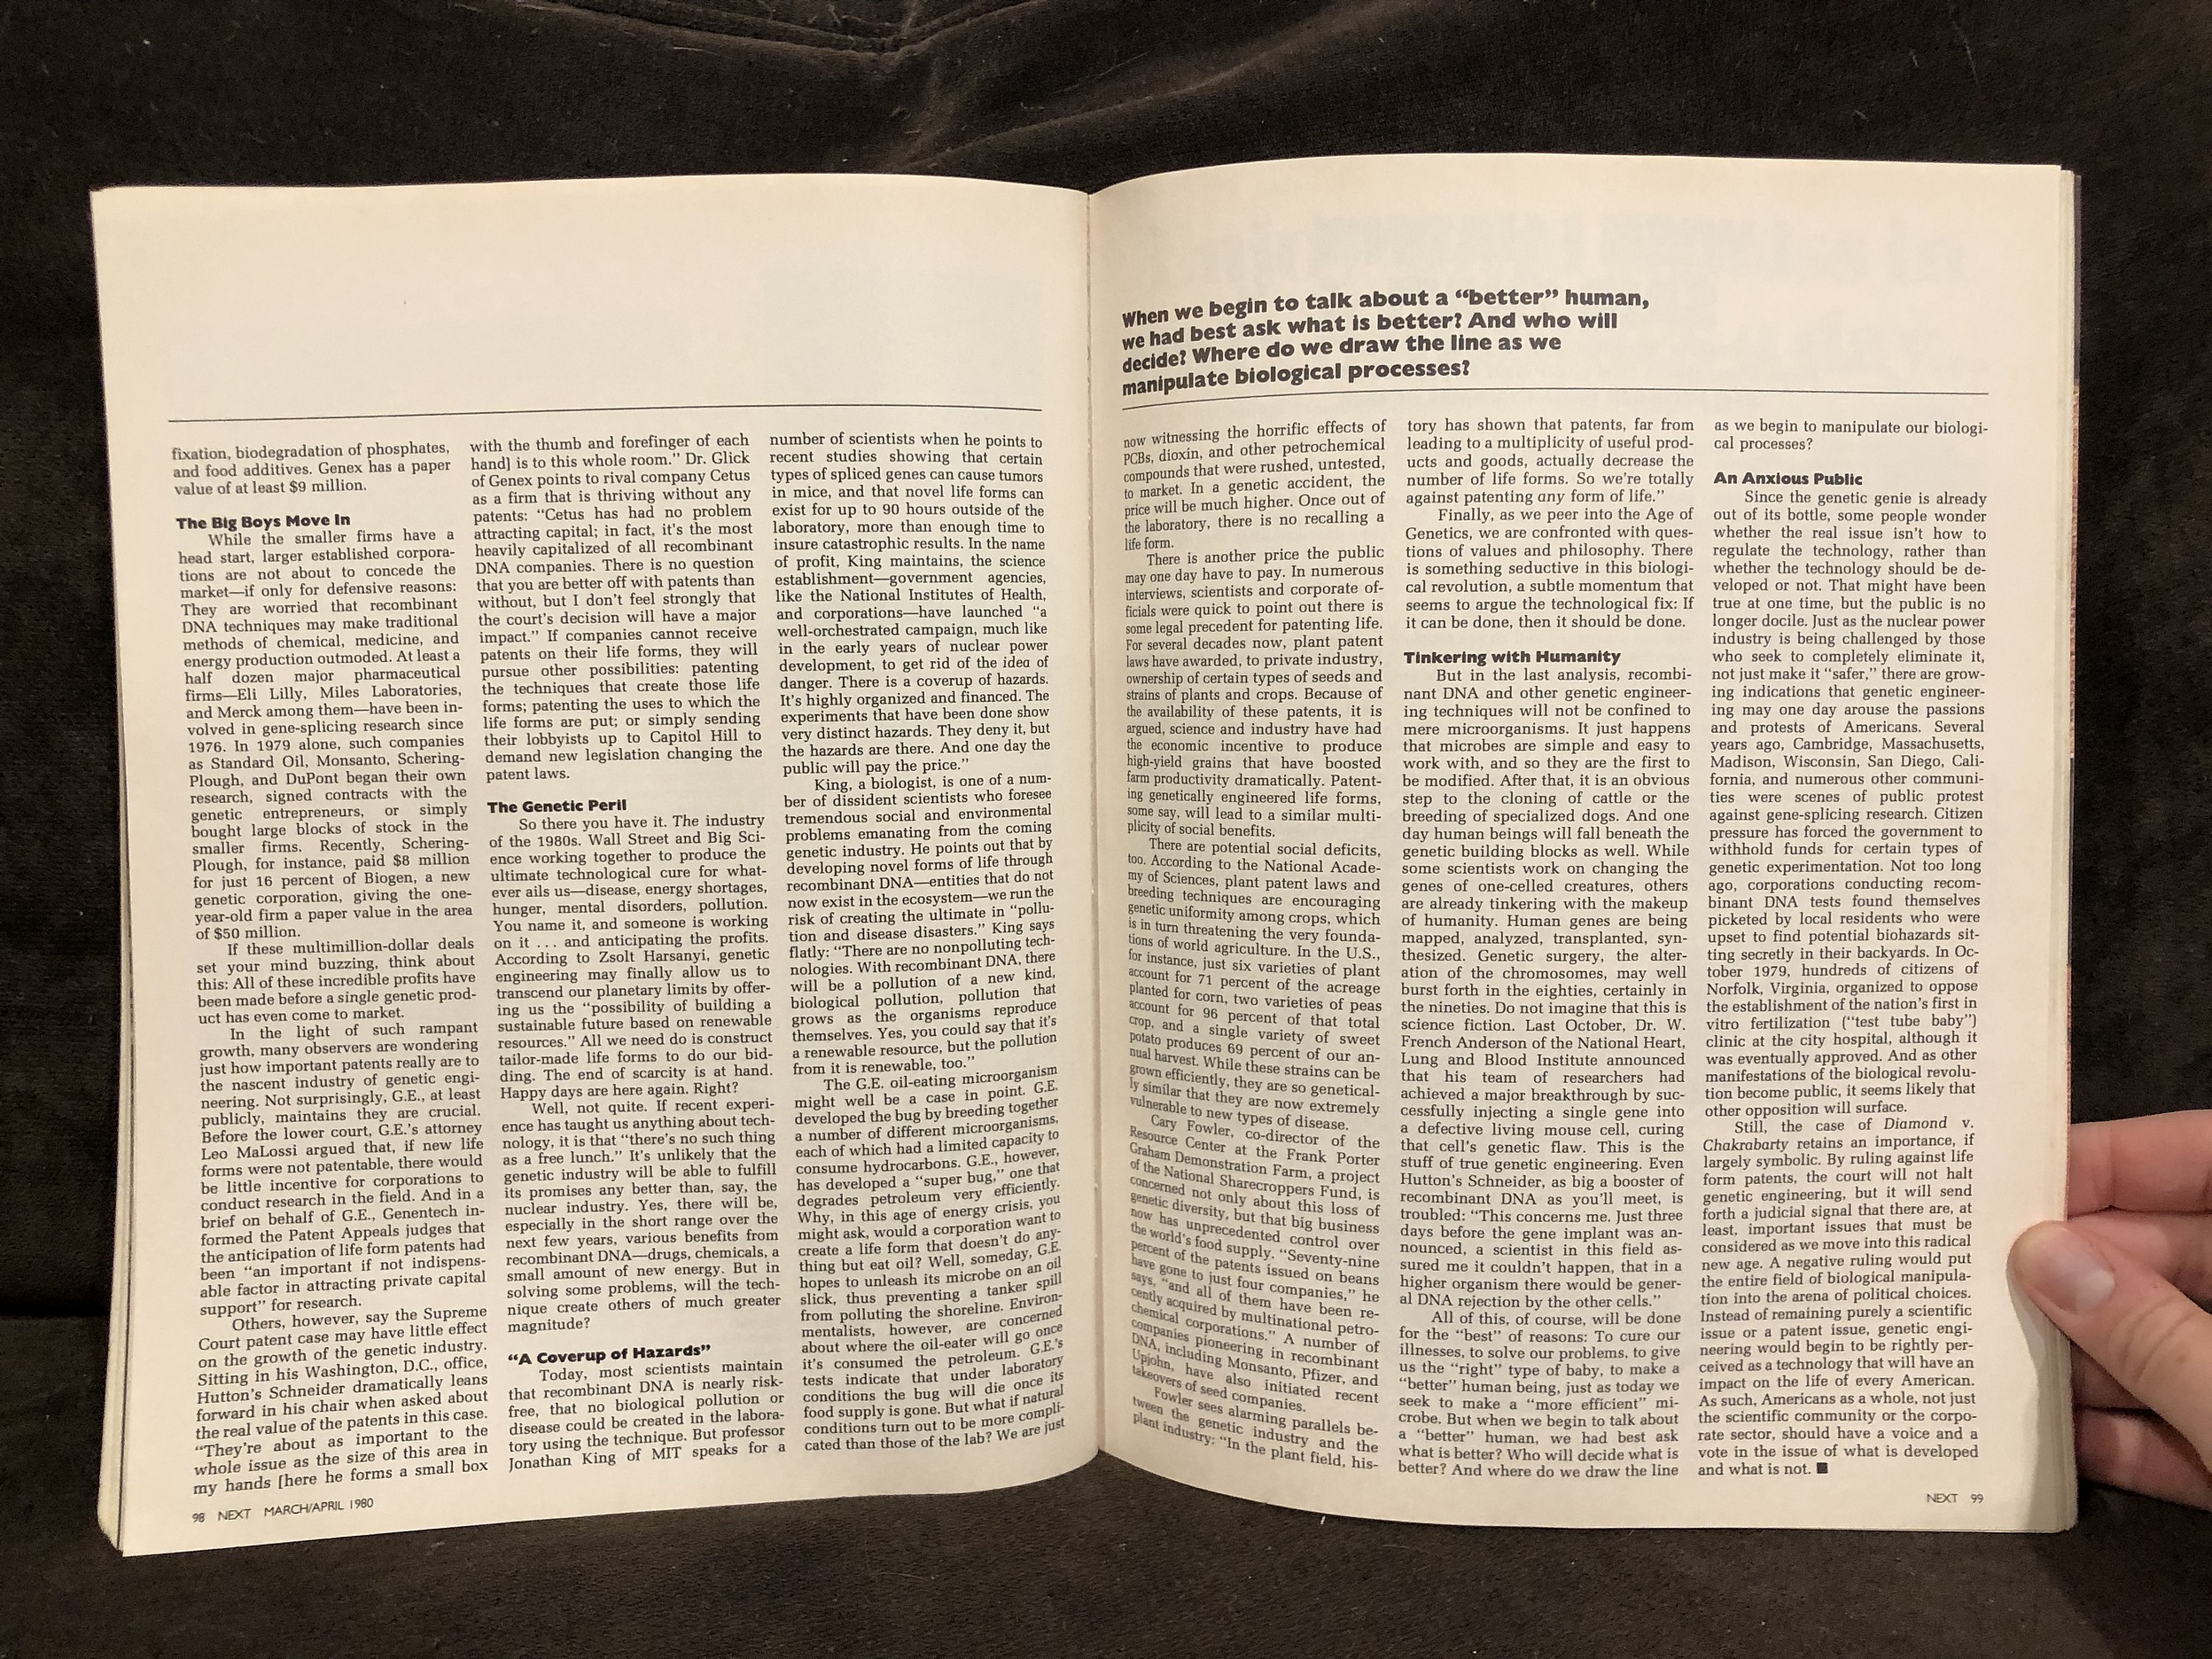 fixation, biodegradation of phosphates,
and food additives. Genex has a paper
value of at least $9 million.
The Big Boys Move In
While the smaller firms have a
head start, larger established corpora-
tions are not about to concede the
market—if only for defensive reasons:
They are worried that recombinant
DNA techniques may make traditional
methods of chemical, medicine, and
energy production outmoded. At least a
half dozen major pharmaceutical
firms—Eli Lilly, Miles Laboratories,
and Merck among them—have been in-
volved in gene-splicing research since
1976. In 1979 alone, such companies
as Standard Oil, Monsanto, Schering-
Plough, and DuPont began their own
research, signed contracts with the
genetic entrepreneurs, or simply
bought large blocks of stock in the
smaller firms. Recently, Schering-
Plough, for instance, paid $8 million
for just 16 percent of Biogen, a new
genetic corporation, giving the one-
year-old firm a paper value in the area
of $50 million.
If these multimillion-dollar deals
set your mind buzzing, think about
this: All of these incredible profits have
been made before a single genetic prod-
uct has even come to market.
In the light of such rampant
growth, many observers are wondering
just how important patents really are to
the nascent industry of genetic engi-
neering. Not surprisingly, G.E., at least
publicly, maintains they are crucial.
Before the lower court, G.E.'s attorney
Leo MaLossi argued that, if new life
forms were not patentable, there would
be little incentive for corporations to
conduct research in the field. And in a
brief on behalf of G.E., Genentech in-
formed the Patent Appeals judges that
the anticipation of life form patents had
been "an important if not indispens-
able factor in attracting private capital
support" for research.
Others, however, say the Supreme
Court patent case may have little effect
on the growth of the genetic industry.
Sitting in his Washington, D.C., office,
Hutton's Schneider dramatically leans
forward in his chair when asked about
the real value of the patents in this case.
"They're about as important to the
whole issue as the size of this area in
my hands [here he forms a small box
with the thumb and forefinger of each
hand] is to this whole room." Dr. Glick
of Genex points to rival company Cetus
as a firm that is thriving without any
patents: "Cetus has had no problem
attracting capital; in fact, it's the most
heavily capitalized of all recombinant
DNA companies. There is no question
that you are better off with patents than
without, but I don't feel strongly that
the court's decision will have a major
impact." If companies cannot receive
patents on their life forms, they will
pursue other possibilities: patenting
the techniques that create those life
forms; patenting the uses to which the
life forms are put; or simply sending
their lobbyists up to Capitol Hill to
demand new legislation changing the
patent laws.
The Genetic Peril
So there you have it. The industry
of the 1980s. Wall Street and Big Sci-
ence working together to produce the
ultimate technological cure for what-
ever ails us—disease, energy shortages,
hunger, mental disorders, pollution.
You name it, and someone is working
on it . . . and anticipating the profits.
According to Zsolt Harsanyi, genetic
engineering may finally allow us to
transcend our planetary limits by offer-
ing us the "possibility of building a
sustainable future based on renewable
resources." All we need do is construct
tailor-made life forms to do our bid-
ding. The end of scarcity is at hand.
Happy days are here again. Right?
Well, not quite. If recent experi-
ence has taught us anything about tech-
nology, it is that "there's no such thing
as a free lunch." It's unlikely that the
genetic industry will be able to fulfill
its promises any better than, say, the
nuclear industry. Yes, there will be,
especially in the short range over the
next few years, various benefits from
recombinant DNA—drugs, chemicals, a
small amount of new energy. But in
solving some problems, will the tech-
nique create others of much greater
magnitude?
"A Coverup of Hazards"
Today, most scientists maintain
that recombinant DNA is nearly risk-
free, that no biological pollution or
disease could be created in the labora-
tory using the technique. But professor
Jonathan King of MIT speaks for a
number of scientists when he points to
recent studies showing that certain
types of spliced genes can cause tumors
in mice, and that novel life forms can
exist for up to 90 hours outside of the
laboratory, more than enough time to
insure catastrophic results. In the name
of profit, King maintains, the science
establishment—government agencies,
like the National Institutes of Health,
and corporations—have launched "a
well-orchestrated campaign, much like
in the early years of nuclear power
development, to get rid of the idea of
danger. There is a coverup of hazards.
It's highly organized and financed. The
experiments that have been done show
very distinct hazards. They deny it, but
the hazards are there. And one day the
public will pay the price."
King, a biologist, is one of a num-
ber of dissident scientists who foresee
tremendous social and environmental
problems emanating from the coming
genetic industry. He points out that by
developing novel forms of life through
recombinant DNA—entities that do not
now exist in the ecosystem—we run the
risk of creating the ultimate in "pollu-
tion and disease disasters." King says
flatly: "There are no nonpolluting tech-
nologies. With recombinant DNA, there
will be a pollution of a new kind,
biological pollution, pollution that
grows as the organisms reproduce
themselves. Yes, you could say that it's
a renewable resource, but the pollution
from it is renewable, too."
The G.E. oil-eating microorganism
might well be a case in point. G.E.
developed the bug by breeding together
a number of different microorganisms,
each of which had a limited capacity to
consume hydrocarbons. G.E., however,
has developed a "super bug," one that
degrades petroleum very efficiently.
Why, in this age of energy crisis, you
might ask, would a corporation want to
create a life form that doesn't do any-
thing but eat oil? Well, someday, G.E.
hopes to unleash its microbe on an oil
slick, thus preventing a tanker spill
from polluting the shoreline. Environ-
mentalists, however, are concerned
about where the oil-eater will go once
it's consumed the petroleum. G.E.'s
tests indicate that under laboratory
conditions the bug will die once its
food supply is gone. But what if natural
conditions turn out to be more compli-
cated than those of the lab? We are just
98 NEXT MARCH/APRIL 1980
When we begin to talk about a "better" human,
we had best ask what is better? And who will
decide? Where do we draw the line as we
manipulate biological processes?
now witnessing the horrific effects of
PCBs, dioxin, and other petrochemical
compounds that were rushed, untested,
to market. In a genetic accident, the
price will be much higher. Once out of
the laboratory, there is no recalling a
life form.
There is another price the public
may one day have to pay. In numerous
interviews, scientists and corporate of-
ficials were quick to point out there is
some legal precedent for patenting life.
For several decades now, plant patent
laws have awarded, to private industry,
ownership of certain types of seeds and
strains of plants and crops. Because of
the availability of these patents, it is
argued, science and industry have had
the economic incentive to produce
high-yield grains that have boosted
farm productivity dramatically. Patent-
ing genetically engineered life forms,
some say, will lead to a similar multi-
plicity of social benefits.
There are potential social deficits,
too. According to the National Acade-
my of Sciences, plant patent laws and
breeding techniques are encouraging
genetic uniformity among crops, which
is in turn threatening the very founda-
tions of world agriculture. In the U.S.,
for instance, just six varieties of plant
account for 71 percent of the acreage
planted for corn, two varieties of peas
account for 96 percent of that total
crop, and a single variety of sweet
potato produces 69 percent of our an-
nual harvest. While these strains can be
grown efficiently, they are so genetical-
ly similar that they are now extremely
vulnerable to new types of disease.
Cary Fowler, co-director of the
Resource Center at the Frank Porter
Graham Demonstration Farm, a project
of the National Sharecroppers Fund, is
concerned not only about this loss of
genetic diversity, but that big business
now has unprecedented control over
the world's food supply. "Seventy-nine
percent of the patents issued on beans
have gone to just four companies," he
says, "and all of them have been re-
cently acquired by multinational petro-
chemical corporations." A number of
companies pioneering in recombinant
DNA, including Monsanto, Pfizer, and
Upjohn, have also initiated recent
takeovers of seed companies.
Fowler sees alarming parallels be-
tween the genetic industry and the
plant industry: "In the plant field, his-
tory has shown that patents, far from
leading to a multiplicity of useful prod-
ucts and goods, actually decrease the
number of life forms. So we're totally
against patenting any form of life."
Finally, as we peer into the Age of
Genetics, we are confronted with ques-
tions of values and philosophy. There
is something seductive in this biologi-
cal revolution, a subtle momentum that
seems to argue the technological fix: If
it can be done, then it should be done.
Tinkering with Humanity
But in the last analysis, recombi-
nant DNA and other genetic engineer-
ing techniques will not be confined to
mere microorganisms. It just happens
that microbes are simple and easy to
work with, and so they are the first to
be modified. After that, it is an obvious
step to the cloning of cattle or the
breeding of specialized dogs. And one
day human beings will fall beneath the
genetic building blocks as well. While
some scientists work on changing the
genes of one-celled creatures, others
are already tinkering with the makeup
of humanity. Human genes are being
mapped, analyzed, transplanted, syn-
thesized. Genetic surgery, the alter-
ation of the chromosomes, may well
burst forth in the eighties, certainly in
the nineties. Do not imagine that this is
science fiction. Last October, Dr. W.
French Anderson of the National Heart,
Lung and Blood Institute announced
that his team of researchers had
achieved a major breakthrough by suc-
cessfully injecting a single gene into
a defective living mouse cell, curing
that cell's genetic flaw. This is the
stuff of true genetic engineering. Even
Hutton's Schneider, as big a booster of
recombinant DNA as you'll meet, is
troubled: "This concerns me. Just three
days before the gene implant was an-
nounced, a scientist in this field as-
sured me it couldn't happen, that in a
higher organism there would be gener-
al DNA rejection by the other cells."
All of this, of course, will be done
for the "best" of reasons: To cure our
illnesses, to solve our problems, to give
us the "right" type of baby, to make a
"better" human being, just as today we
seek to make a "more efficient" mi-
crobe. But when we begin to talk about
a "better" human, we had best ask
what is better? Who will decide what is
better? And where do we draw the line
as we begin to manipulate our biologi-
cal processes?
An Anxious Public
Since the genetic genie is already
out of its bottle, some people wonder
whether the real issue isn't how to
regulate the technology, rather than
whether the technology should be de-
veloped or not. That might have been
true at one time, but the public is no
longer docile. Just as the nuclear power
industry is being challenged by those
who seek to completely eliminate it,
not just make it "safer," there are grow-
ing indications that genetic engineer-
ing may one day arouse the passions
and protests of Americans. Several
years ago, Cambridge, Massachusetts,
Madison, Wisconsin, San Diego, Cali-
fornia, and numerous other communi-
ties were scenes of public protest
against gene-splicing research. Citizen
pressure has forced the government to
withhold funds for certain types of
genetic experimentation. Not too long
ago, corporations conducting recom-
binant DNA tests found themselves
picketed by local residents who were
upset to find potential biohazards sit-
ting secretly in their backyards. In Oc-
tober 1979, hundreds of citizens of
Norfolk, Virginia, organized to oppose
the establishment of the nation's first in
vitro fertilization ("test tube baby")
clinic at the city hospital, although it
was eventually approved. And as other
manifestations of the biological revolu-
tion become public, it seems likely that
other opposition will surface.
Still, the case of Diamond v.
Chakrabarty retains an importance, if
largely symbolic. By ruling against life
form patents, the court will not halt
genetic engineering, but it will send
forth a judicial signal that there are, at
least, important issues that must be
considered as we move into this radical
new age. A negative ruling would put
the entire field of biological manipula-
tion into the arena of political choices.
Instead of remaining purely a scientific
issue or a patent issue, genetic engi-
neering would begin to be rightly per-
ceived as a technology that will have an
impact on the life of every American.
As such, Americans as a whole, not just
the scientific community or the corpo-
rate sector, should have a voice and a
vote in the issue of what is developed
and what is not. ■
NEXT 99